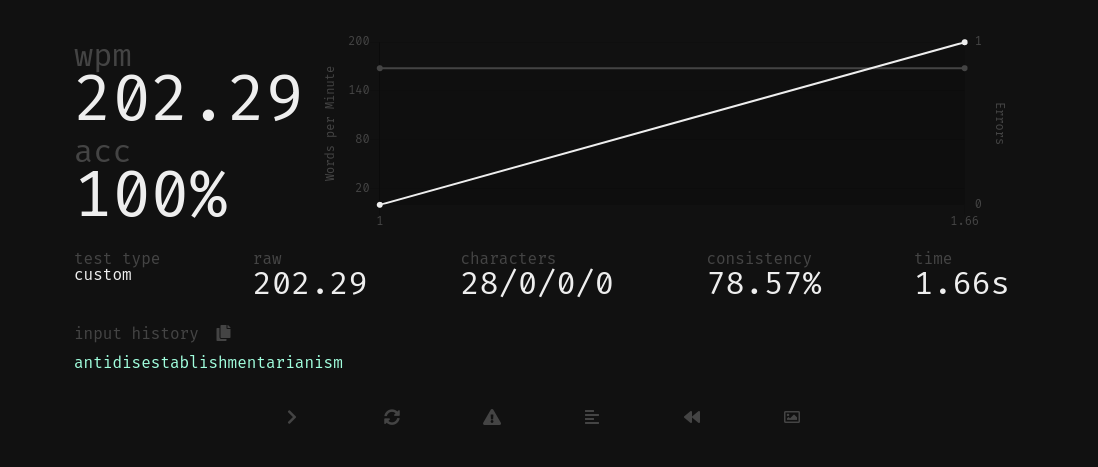 wpm
202.29
acc
100%
Words per Minute
200
140
80
20
1
1.66
1
0
Errors
test type
custom
raw
202.29
characters
28/0/0/0
consistency
78.57%
time
1.66s
input history
antidisestablishmentarianism